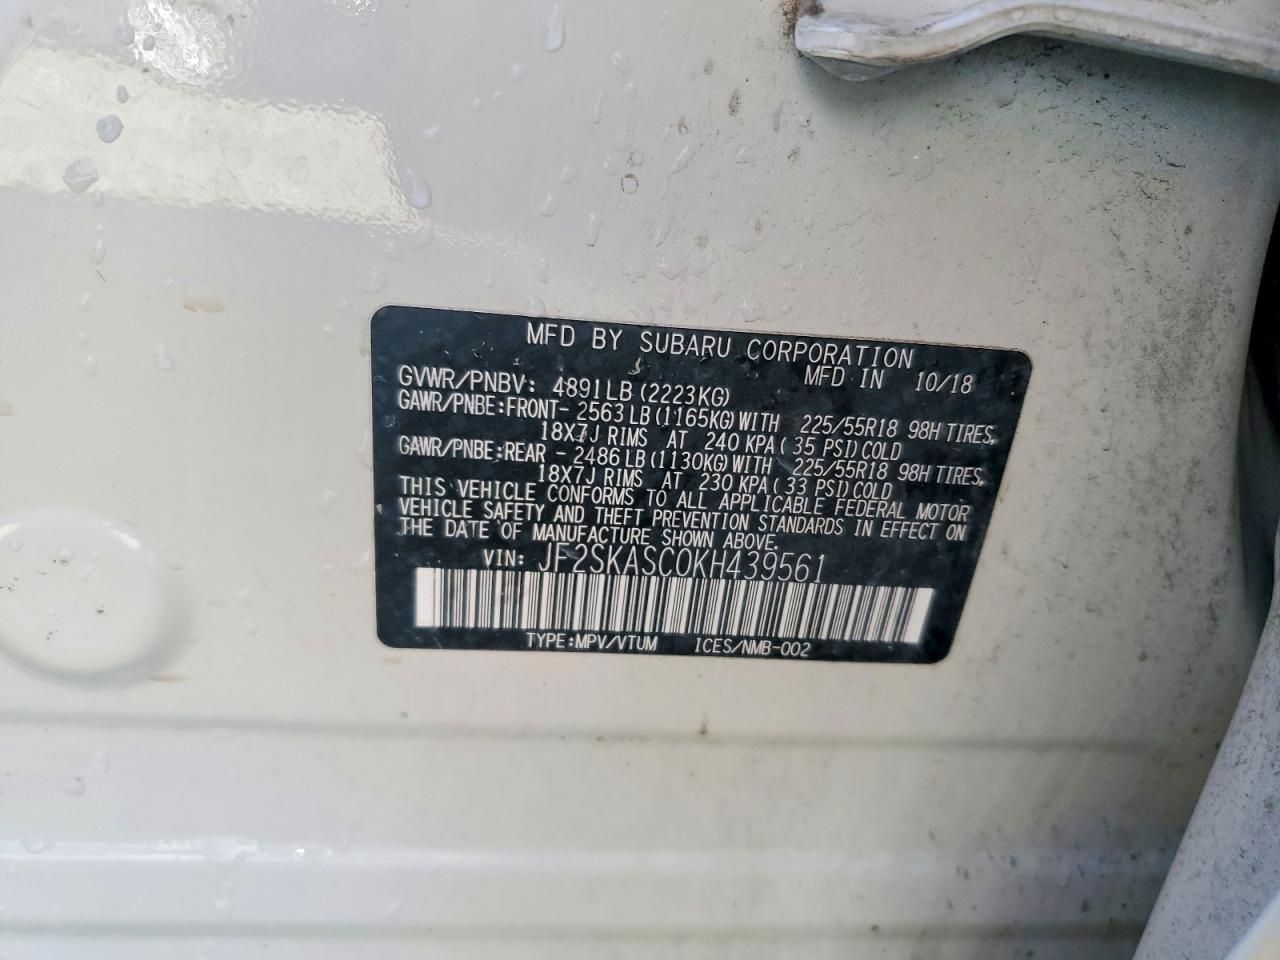 MFD BY SUBARU CORPORATION
MFD IN 10/18
GVWR/PNBV: 4891LB(2223KG)
GAWR/PNBE:FRONT- 2563LB(1165KG)WITH 225/55R18 98H TIRES,
18X7J RIMS AT 240 KPA( 35 PSI)COLD
GAWR/PNBE:REAR - 2486LB(1130KG)WITH 225/55R18 98H TIRES,
18X7J RIMS AT 230 KPA( 33 PSI)COLD
THIS VEHICLE CONFORMS TO ALL APPLICABLE FEDERAL MOTOR
VEHICLE SAFETY AND THEFT PREVENTION STANDARDS IN EFFECT ON
THE DATE OF MANUFACTURE SHOWN ABOVE.
VIN: JF2SKASC0KH439561
TYPE:MPV/VTUM ICES/NMB-002